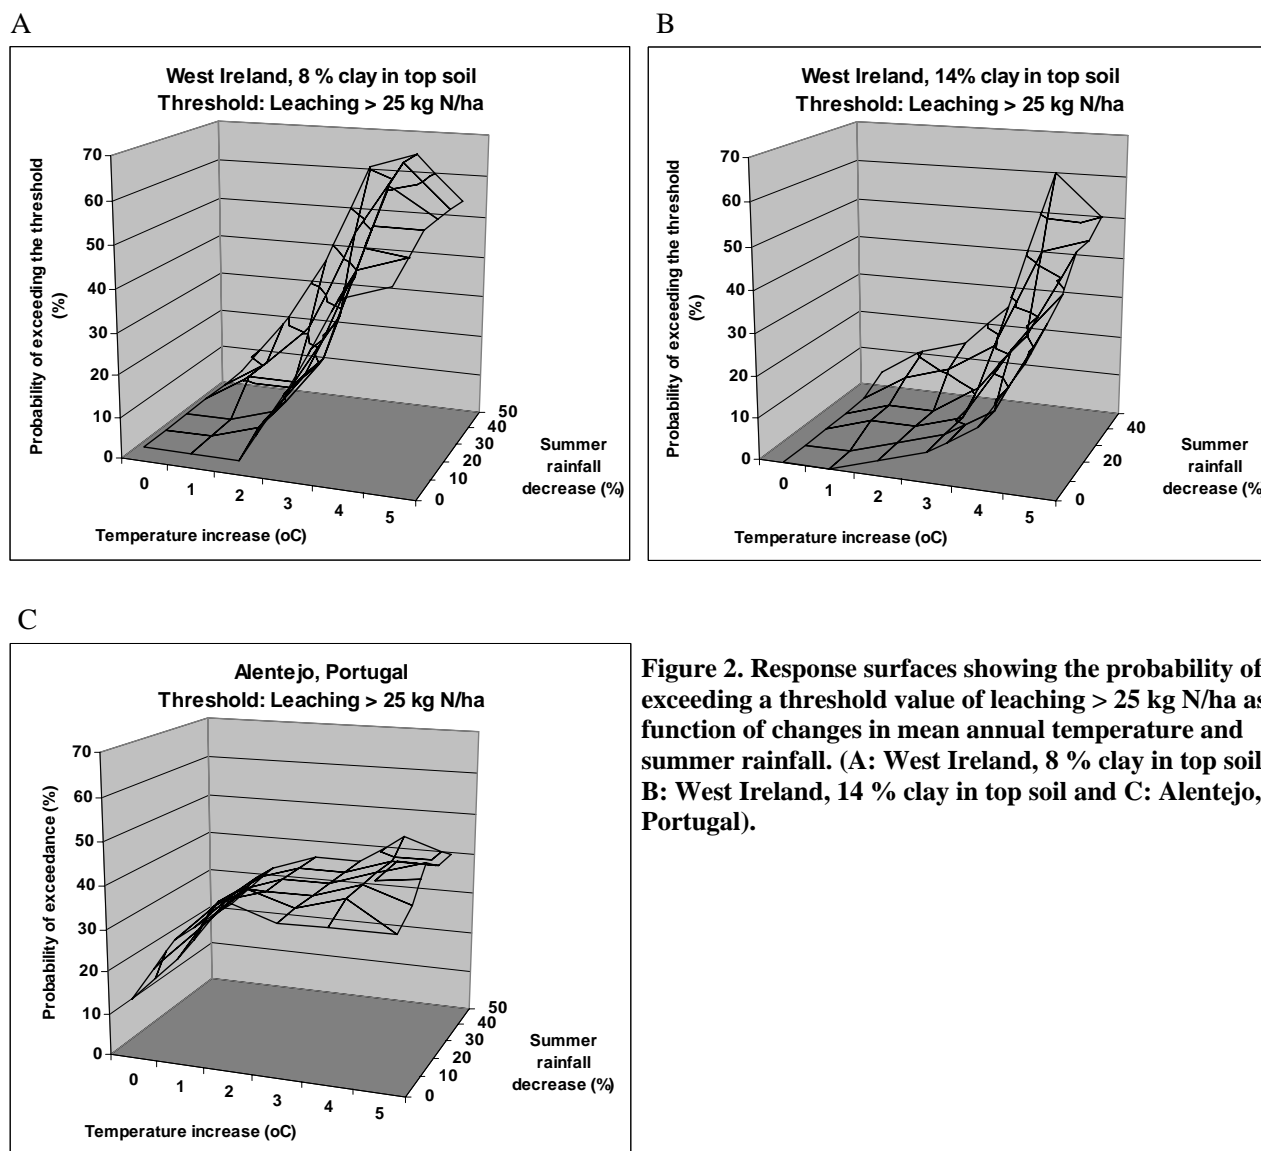 A
West Ireland, 8 % clay in top soil
Threshold: Leaching > 25 kg N/ha
Probability of exceeding the threshold
(%)
70
60
50
40
30
20
10
0
0
1
2
3
4
5
Temperature increase (oC)
50
40
30
20
10
0
Summer
rainfall
decrease (%)
B
West Ireland, 14% clay in top soil
Threshold: Leaching > 25 kg N/ha
Probability of exceeding the threshold
(%)
70
60
50
40
30
20
10
0
0
1
2
3
4
5
Temperature increase (oC)
40
20
0
Summer
rainfall
decrease (%
C
Alentejo, Portugal
Threshold: Leaching > 25 kg N/ha
Probability of exceedance (%)
70
60
50
40
30
20
10
0
0
1
2
3
4
5
Temperature increase (oC)
50
40
30
20
10
0
Summer
rainfall
decrease (%)
Figure 2. Response surfaces showing the probability of
exceeding a threshold value of leaching > 25 kg N/ha as
function of changes in mean annual temperature and
summer rainfall. (A: West Ireland, 8 % clay in top soil
B: West Ireland, 14 % clay in top soil and C: Alentejo,
Portugal).